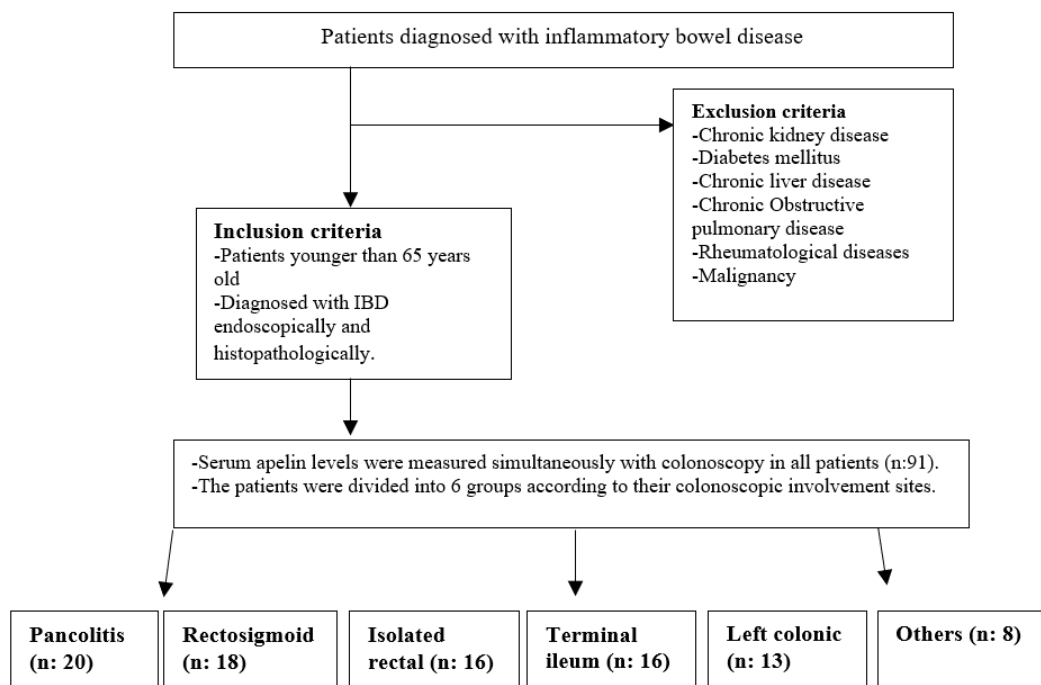 Patients diagnosed with inflammatory bowel disease
Exclusion criteria
-Chronic kidney disease
-Diabetes mellitus
-Chronic liver disease
-Chronic Obstructive
pulmonary disease
-Rheumatological diseases
-Malignancy
Inclusion criteria
-Patients younger than 65 years
old
-Diagnosed with IBD
endoscopically and
histopathologically.
-Serum apelin levels were measured simultaneously with colonoscopy in all patients (n:91).
-The patients were divided into 6 groups according to their colonoscopic involvement sites.
Pancolitis
(n: 20)
Rectosigmoid
(n: 18)
Isolated
rectal (n: 16)
Terminal
ileum (n: 16)
Left colonic
(n: 13)
Others (n: 8)